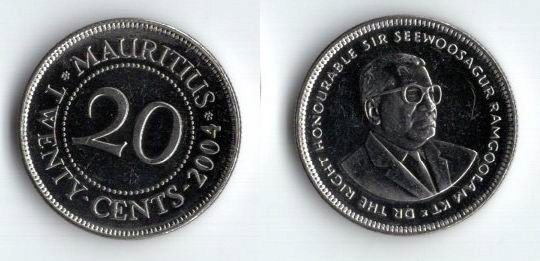 * MAURITIUS *
20
TWENTY-CENTS-2004
DR THE RIGHT HONOURABLE SIR SEEWOOSAGUR RAMGOOLAM KT *